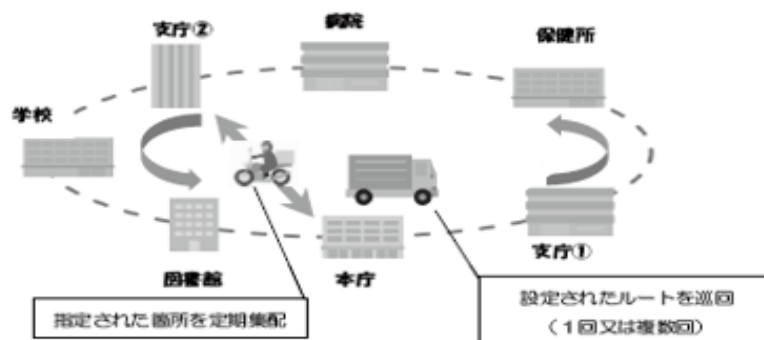 支庁②
病院
保健所
学校
図書館
本庁
支庁①
指定された箇所を定期集配
設定されたルートを巡回
（１回又は複数回）